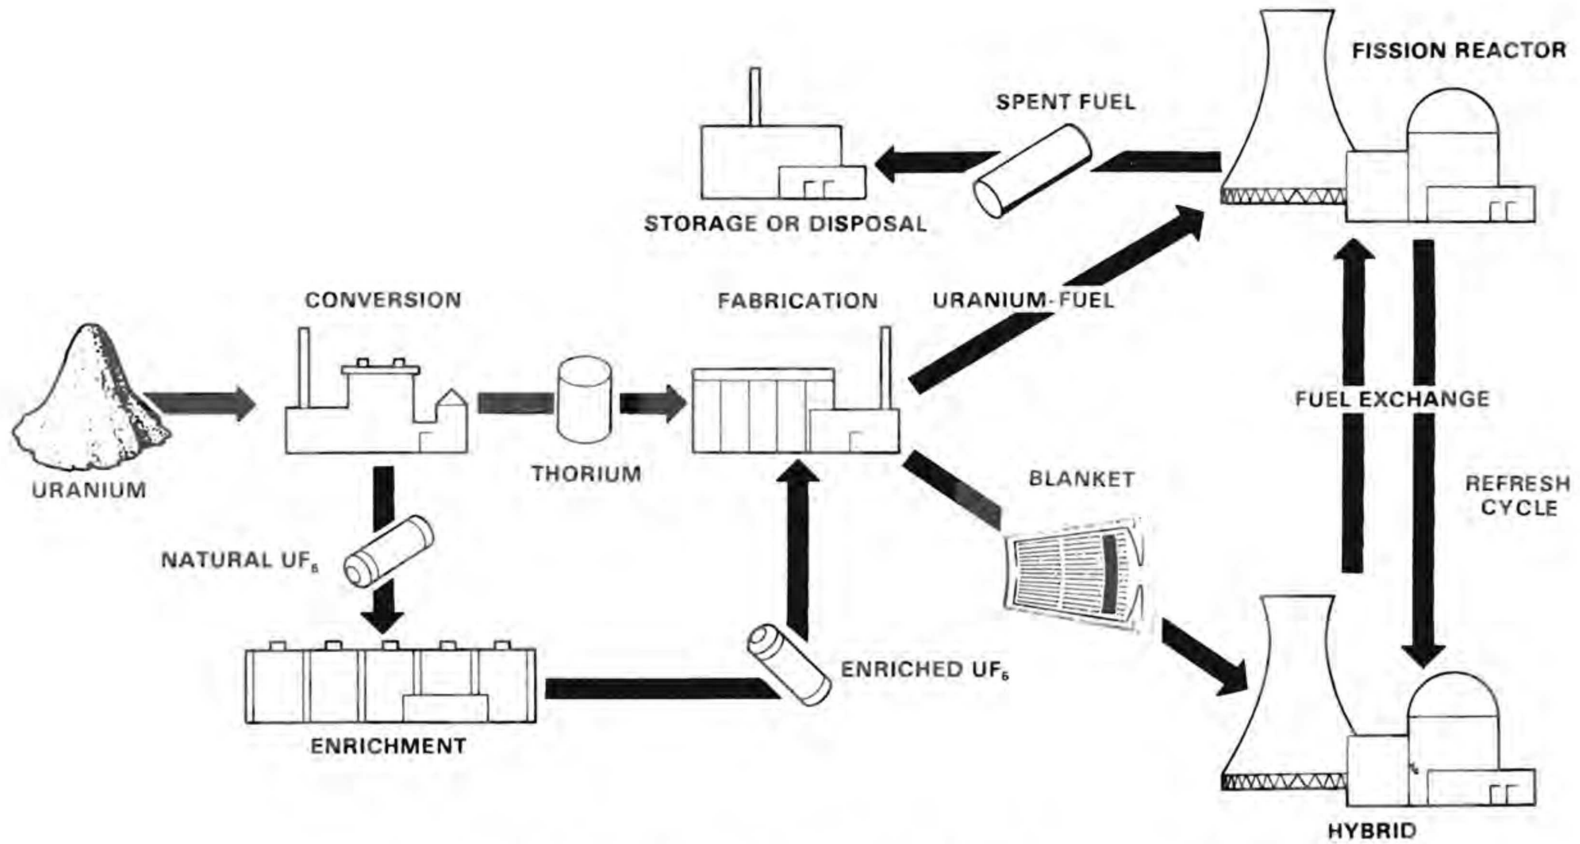 FISSION REACTOR
SPENT FUEL
STORAGE OR DISPOSAL
CONVERSION
FABRICATION
URANIUM-FUEL
FUEL EXCHANGE
URANIUM
THORIUM
BLANKET
REFRESH
CYCLE
NATURAL UF₆
ENRICHED UF₆
ENRICHMENT
HYBRID